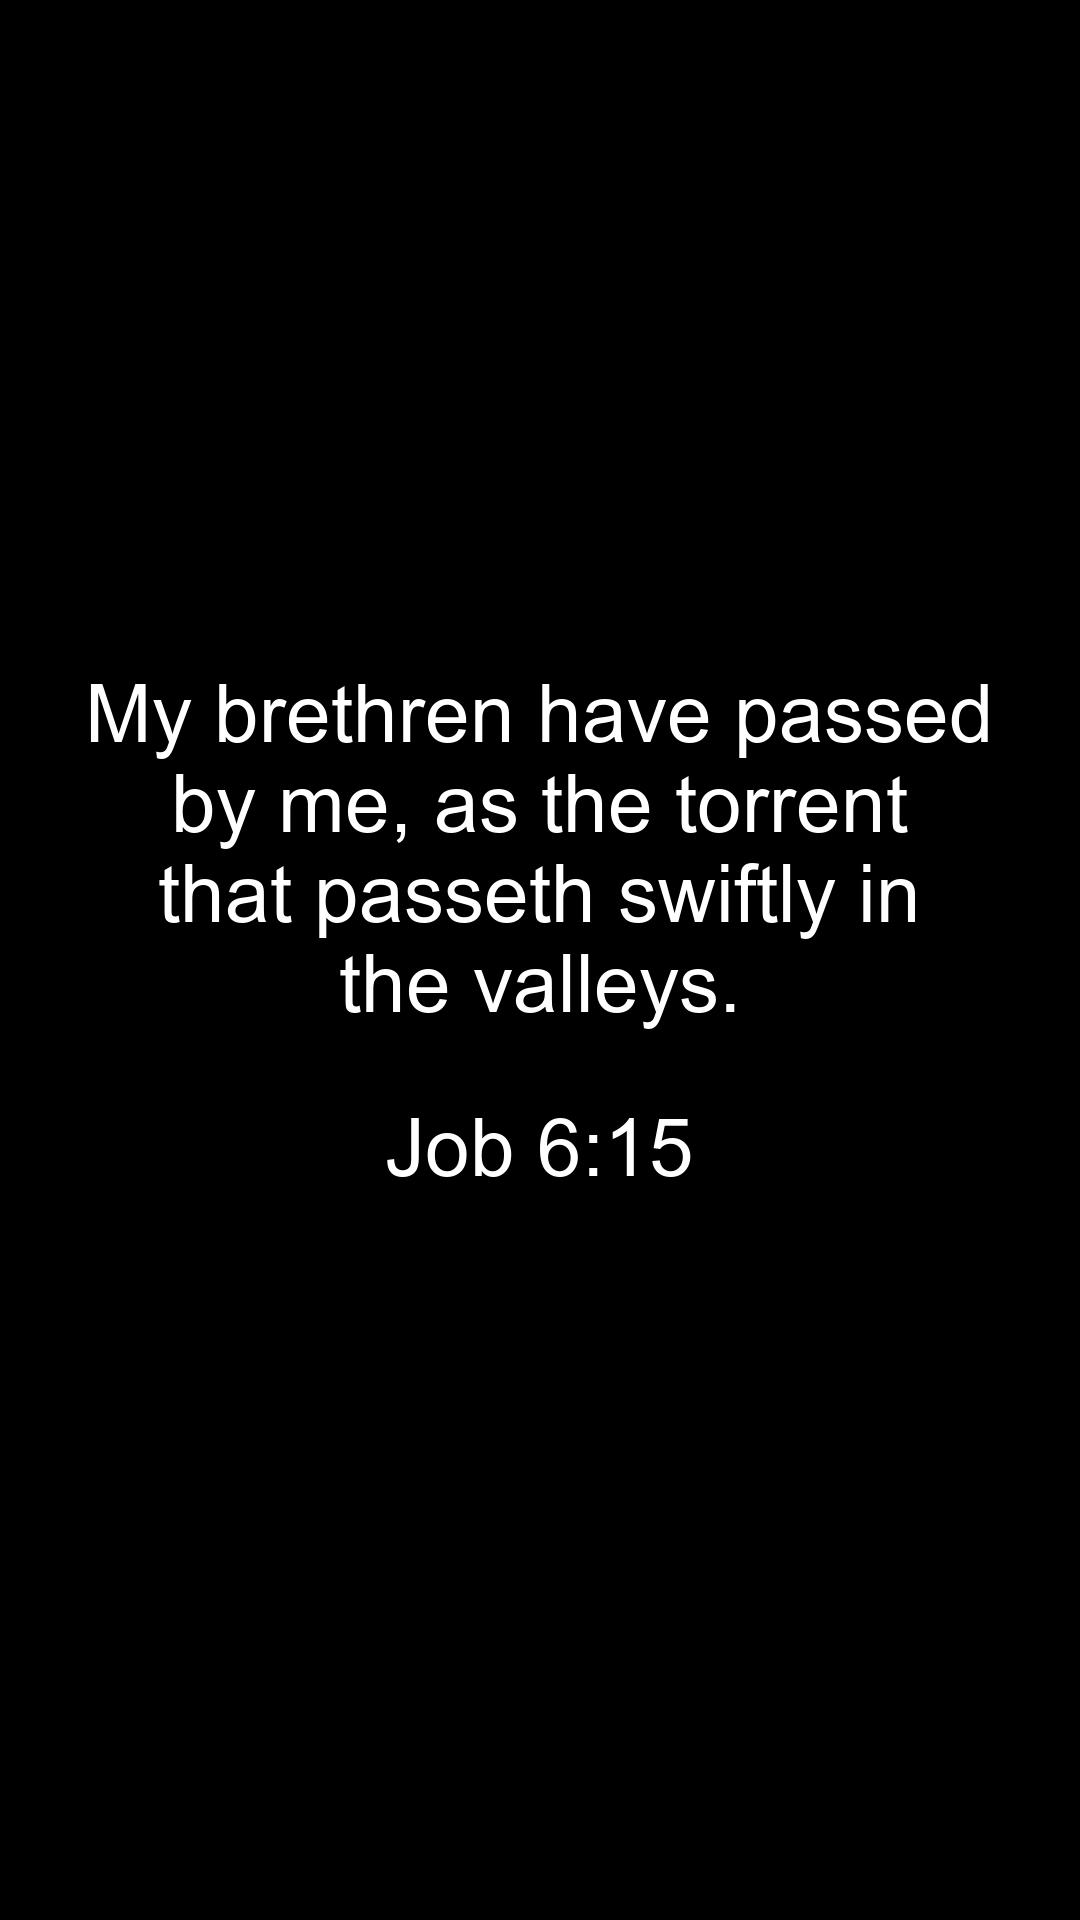 My brethren have passed
by me, as the torrent
that passeth swiftly in
the valleys.
Job 6:15